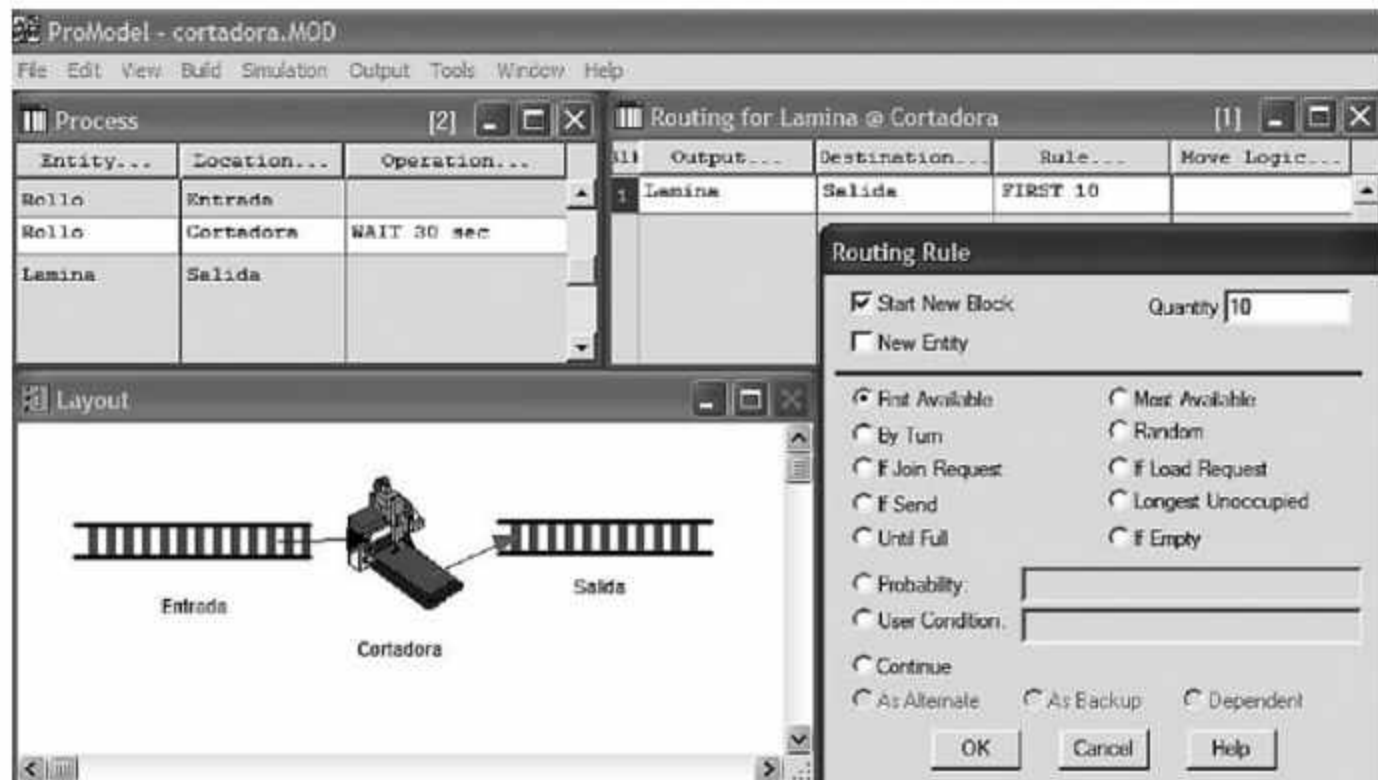 ProModel - cortadora.MOD
File Edit View Build Simulation Output Tools Window Help
Process [2]
Entity... Location... Operation...
Rollo Entrada
Rollo Cortadora WAIT 30 sec
Lamina Salida
Routing for Lamina @ Cortadora [1]
Output... Destination... Rule... Move Logic...
1 Lamina Salida FIRST 10
Layout
Entrada
Cortadora
Salida
Routing Rule
Start New Block Quantity 10
New Entity
First Available Most Available
By Turn Random
If Join Request If Load Request
If Send Longest Unoccupied
Until Full If Empty
Probability:
User Condition:
Continue
As Alternate As Backup Dependent
OK Cancel Help